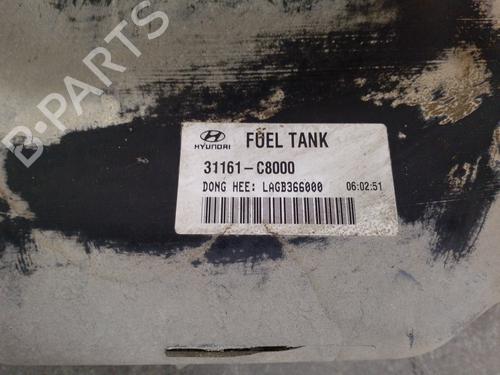 B-PARTS
HYUNDAI
FUEL TANK
31161-C8000
DONG HEE: LAGB366000 06:02:51